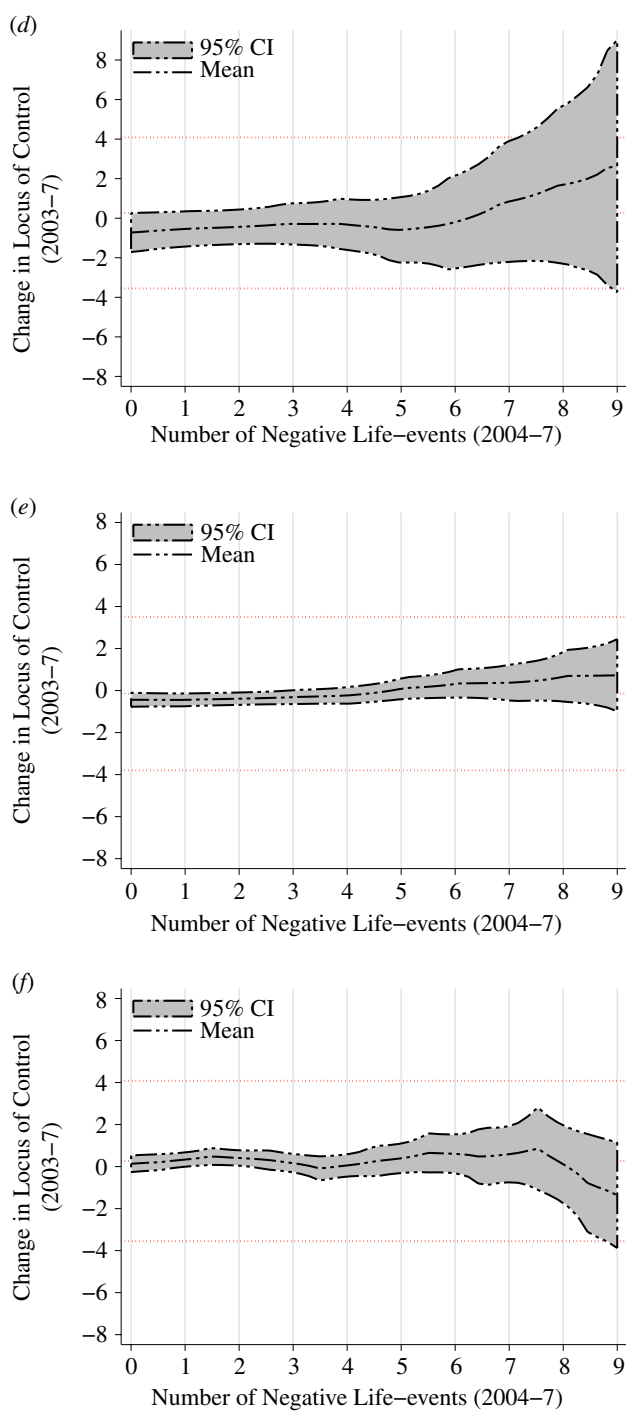 (d)
95% CI
Mean
8
6
4
2
0
−2
−4
−6
−8
Change in Locus of Control
(2003−7)
0 1 2 3 4 5 6 7 8 9
Number of Negative Life−events (2004−7)
(e)
95% CI
Mean
8
6
4
2
0
−2
−4
−6
−8
Change in Locus of Control
(2003−7)
0 1 2 3 4 5 6 7 8 9
Number of Negative Life−events (2004−7)
(f)
95% CI
Mean
8
6
4
2
0
−2
−4
−6
−8
Change in Locus of Control
(2003−7)
0 1 2 3 4 5 6 7 8 9
Number of Negative Life−events (2004−7)